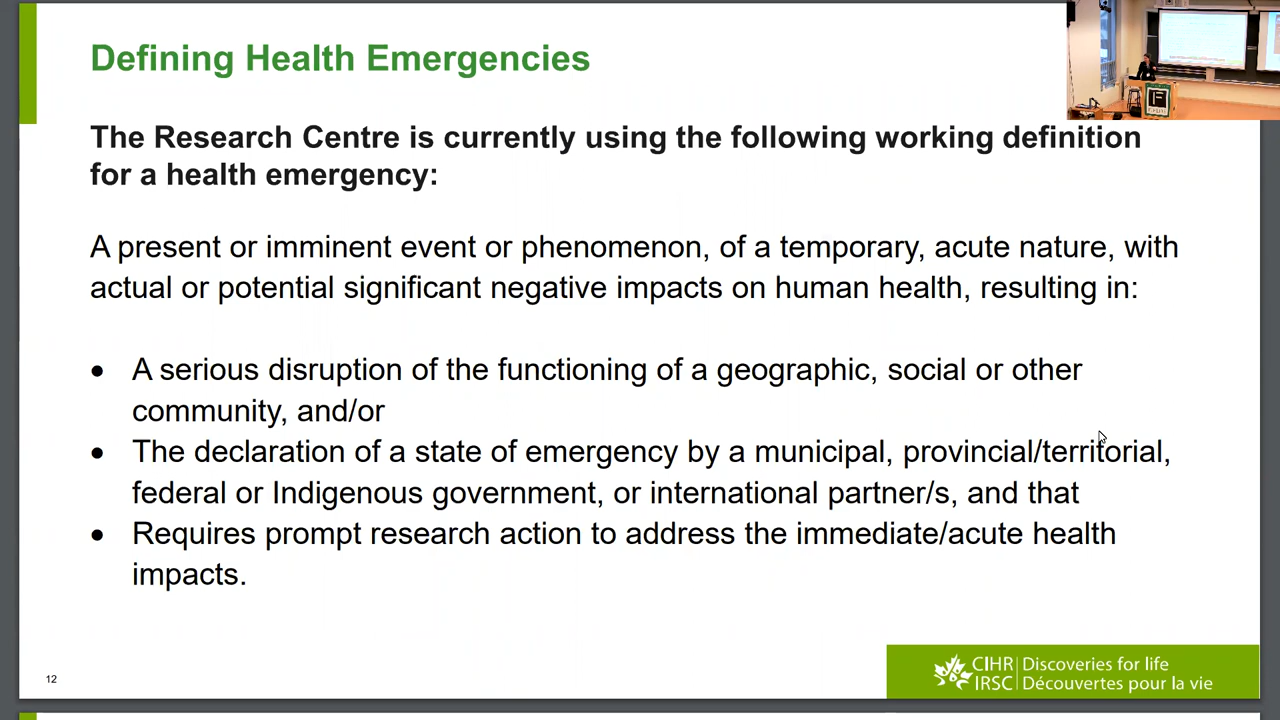 Defining Health Emergencies
The Research Centre is currently using the following working definition
for a health emergency:
A present or imminent event or phenomenon, of a temporary, acute nature, with
actual or potential significant negative impacts on human health, resulting in:
• A serious disruption of the functioning of a geographic, social or other
community, and/or
• The declaration of a state of emergency by a municipal, provincial/territorial,
federal or Indigenous government, or international partner/s, and that
• Requires prompt research action to address the immediate/acute health
impacts.
12
CIHR Discoveries for life
IRSC Découvertes pour la vie